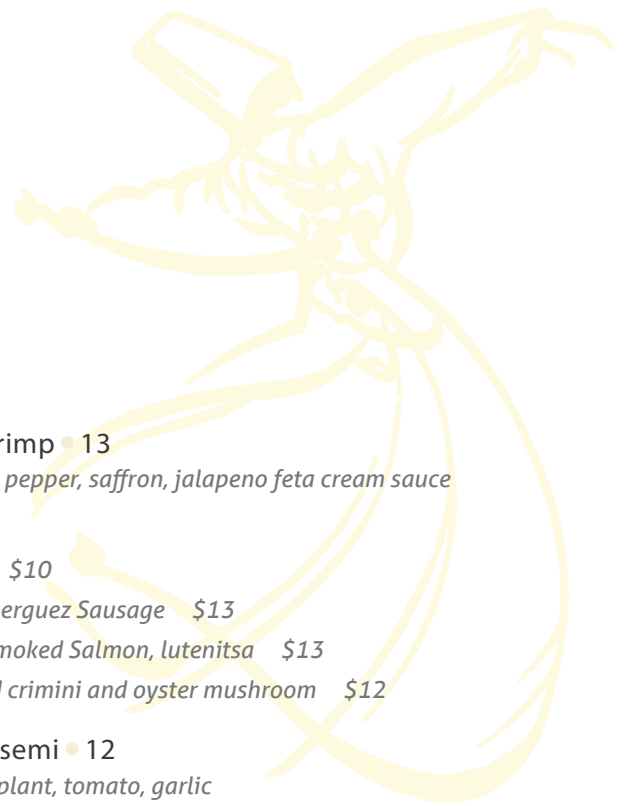 rimp • 13
pepper, saffron, jalapeno feta cream sauce
$10
erguez Sausage $13
moked Salmon, lutenitsa $13
crimini and oyster mushroom $12
semi • 12
plant, tomato, garlic